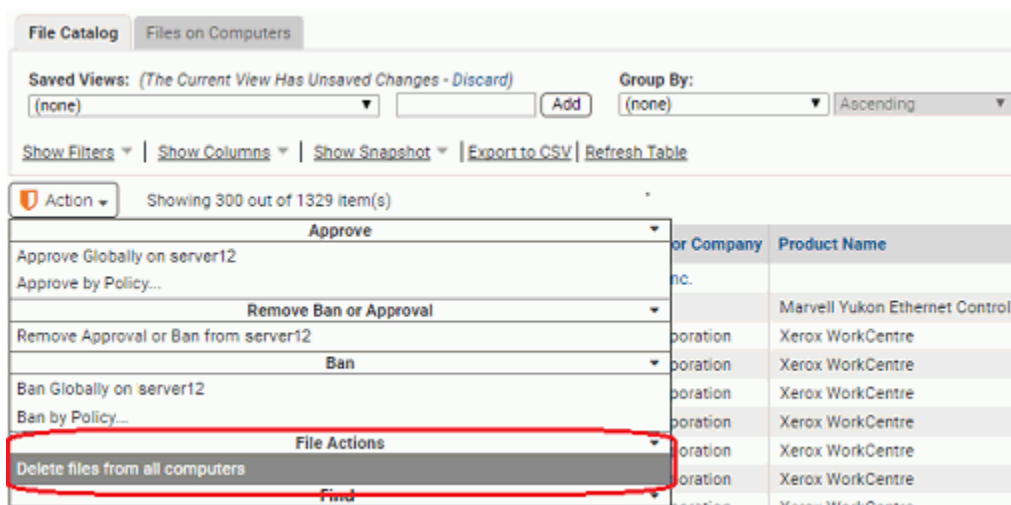 File Catalog Files on Computers
Saved Views: (The Current View Has Unsaved Changes - Discard) Group By:
(none) Add (none) Ascending
Show Filters | Show Columns | Show Snapshot | Export to CSV | Refresh Table
Action Showing 300 out of 1329 item(s)
Approve
or Company Product Name
Approve Globally on server12
nc.
Approve by Policy...
Remove Ban or Approval Marvell Yukon Ethernet Control
Remove Approval or Ban from server12 poration Xerox WorkCentre
Ban poration Xerox WorkCentre
Ban Globally on server12 poration Xerox WorkCentre
Ban by Policy... poration Xerox WorkCentre
File Actions oration Xerox WorkCentre
Delete files from all computers oration Xerox WorkCentre
Find